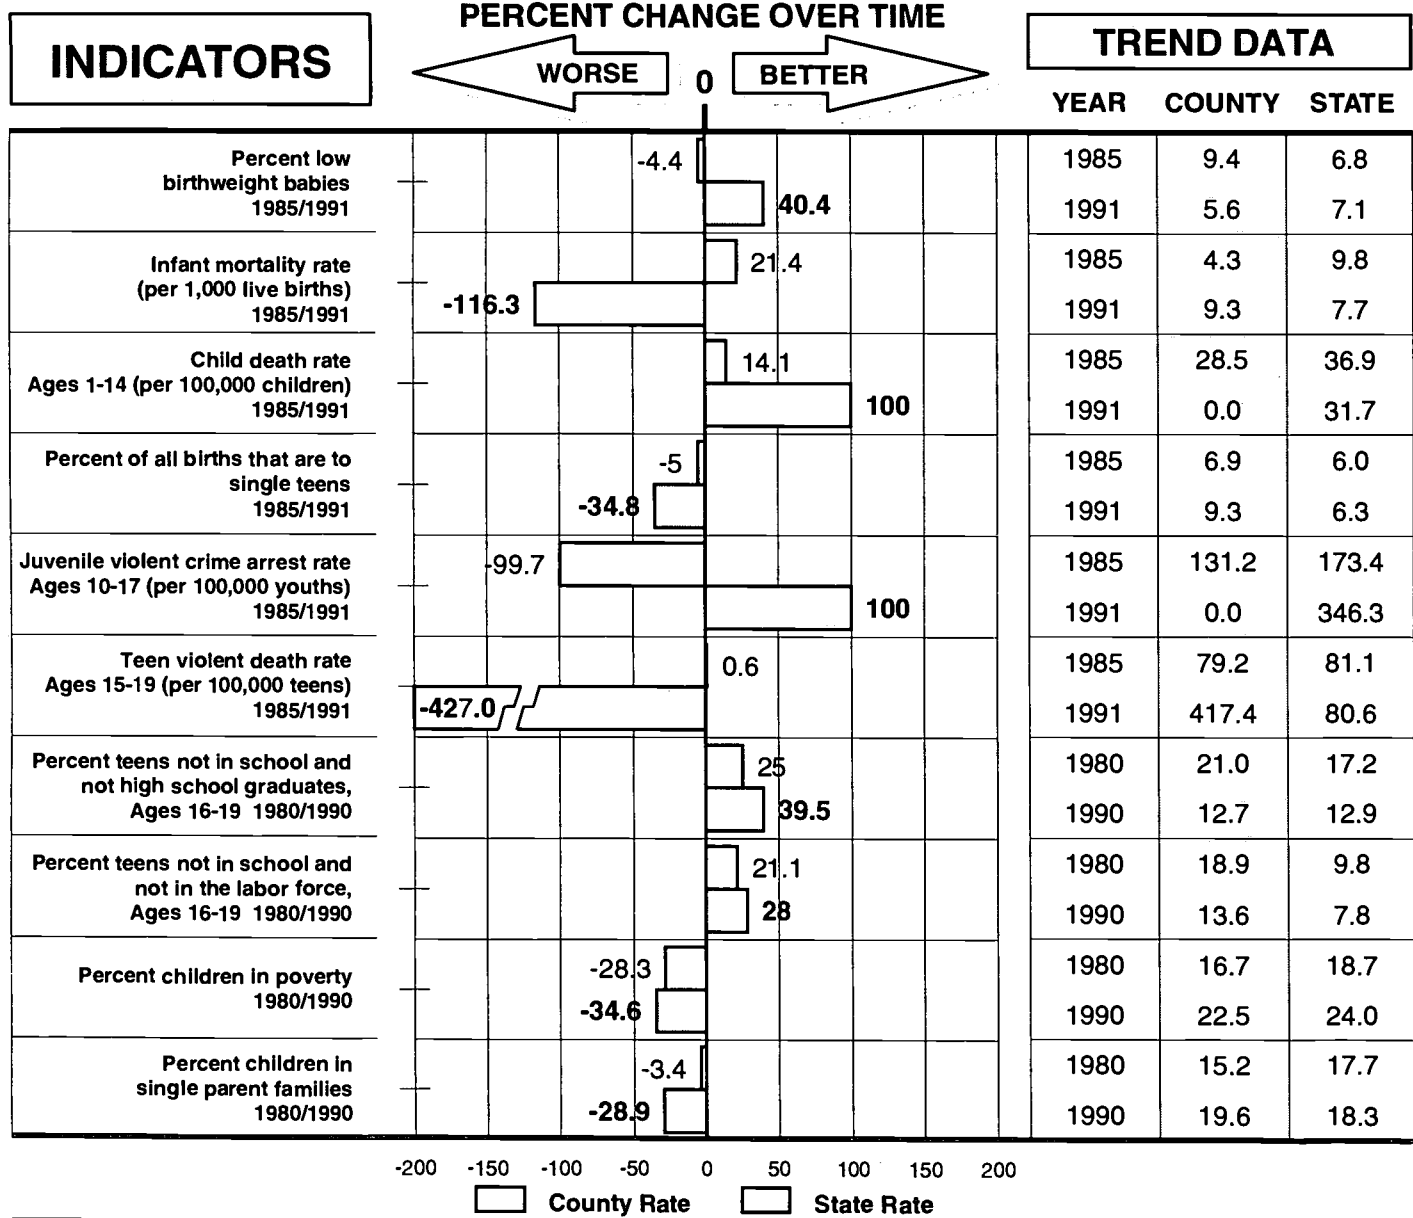 PERCENT CHANGE OVER TIME
INDICATORS
WORSE
0
BETTER
TREND DATA
YEAR COUNTY STATE
Percent low
birthweight babies
1985/1991
-4.4
40.4
1985 9.4 6.8
1991 5.6 7.1
Infant mortality rate
(per 1,000 live births)
1985/1991
21.4
-116.3
1985 4.3 9.8
1991 9.3 7.7
Child death rate
Ages 1-14 (per 100,000 children)
1985/1991
14.1
100
1985 28.5 36.9
1991 0.0 31.7
Percent of all births that are to
single teens
1985/1991
-5
-34.8
1985 6.9 6.0
1991 9.3 6.3
Juvenile violent crime arrest rate
Ages 10-17 (per 100,000 youths)
1985/1991
-99.7
100
1985 131.2 173.4
1991 0.0 346.3
Teen violent death rate
Ages 15-19 (per 100,000 teens)
1985/1991
0.6
-427.0
1985 79.2 81.1
1991 417.4 80.6
Percent teens not in school and
not high school graduates,
Ages 16-19 1980/1990
25
39.5
1980 21.0 17.2
1990 12.7 12.9
Percent teens not in school and
not in the labor force,
Ages 16-19 1980/1990
21.1
28
1980 18.9 9.8
1990 13.6 7.8
Percent children in poverty
1980/1990
-28.3
-34.6
1980 16.7 18.7
1990 22.5 24.0
Percent children in
single parent families
1980/1990
-3.4
-28.9
1980 15.2 17.7
1990 19.6 18.3
-200 -150 -100 -50 0 50 100 150 200
County Rate State Rate